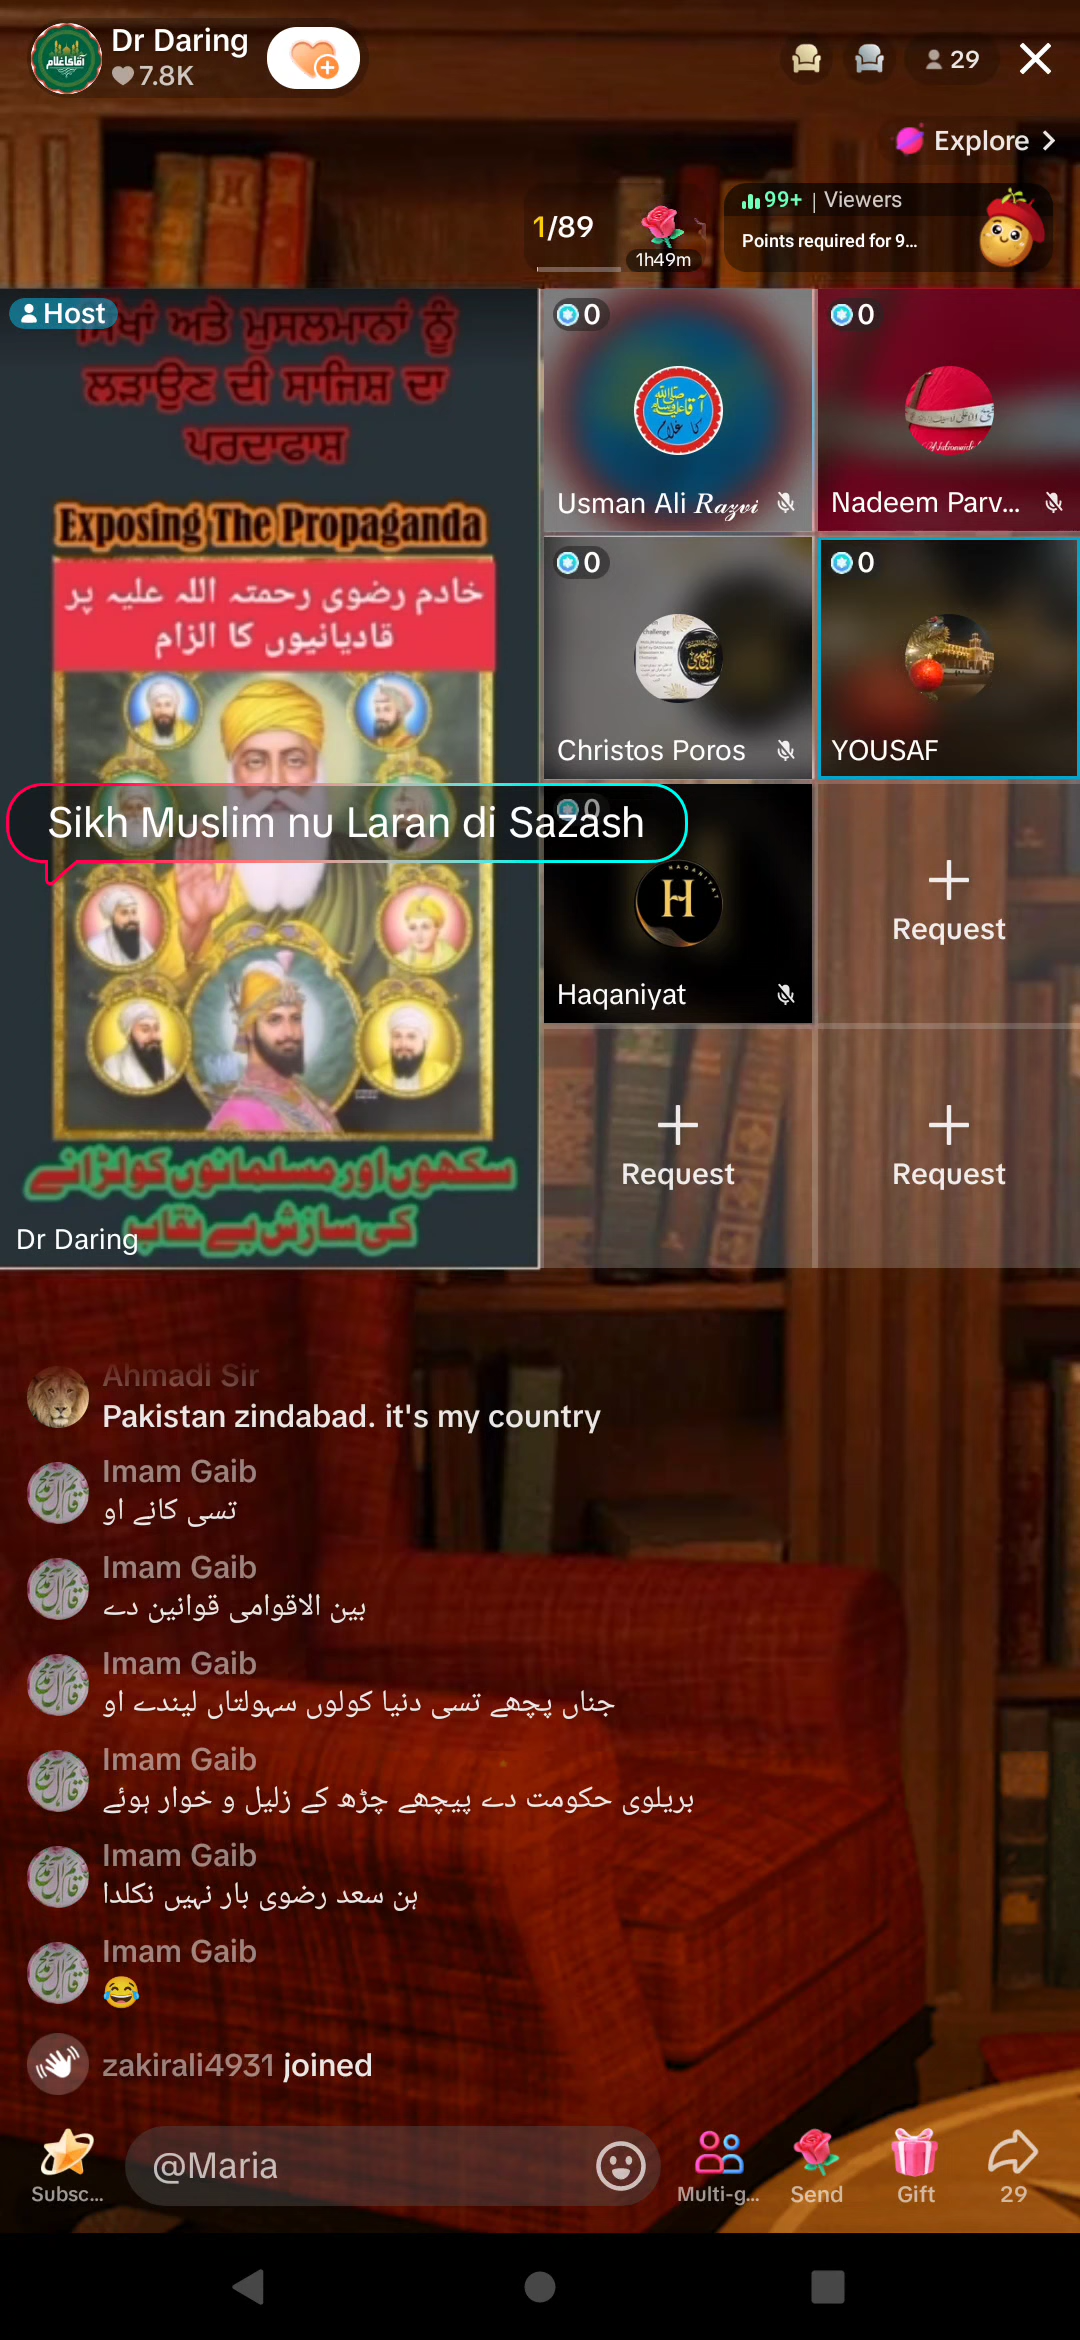 Dr Daring
7.8K
29
Explore
1/89
1h49m
99+ | Viewers
Points required for 9...
Host
ਸਿੱਖਾਂ ਅਤੇ ਮੁਸਲਮਾਨਾਂ ਨੂੰ
ਲੜਾਉਣ ਦੀ ਸਾਜਿਸ਼ ਦਾ
ਪਰਦਾਫਾਸ਼
Exposing The Propaganda
خادم رضوی رحمتہ اللہ علیہ پر
قادیانیوں کا الزام
Sikh Muslim nu Laran di Sazash
سکھوں اور مسلمانوں کو لڑانے
کی سازش بے نقاب
Dr Daring
0
Usman Ali Razvi
0
Nadeem Parv...
0
Christos Poros
0
YOUSAF
0
H
Haqaniyat
Request
Request
Request
Ahmadi Sir
Pakistan zindabad. it's my country
Imam Gaib
تسی کانے او
Imam Gaib
بین الاقوامی قوانین دے
Imam Gaib
جناں پچھے تسی دنیا کولوں سہولتاں لیندے او
Imam Gaib
بریلوی حکومت دے پیچھے چڑھ کے زلیل و خوار ہوئے
Imam Gaib
ہن سعد رضوی بار نہیں نکلدا
Imam Gaib
😂
zakirali4931 joined
Subsc...
@Maria
Multi-g...
Send
Gift
29